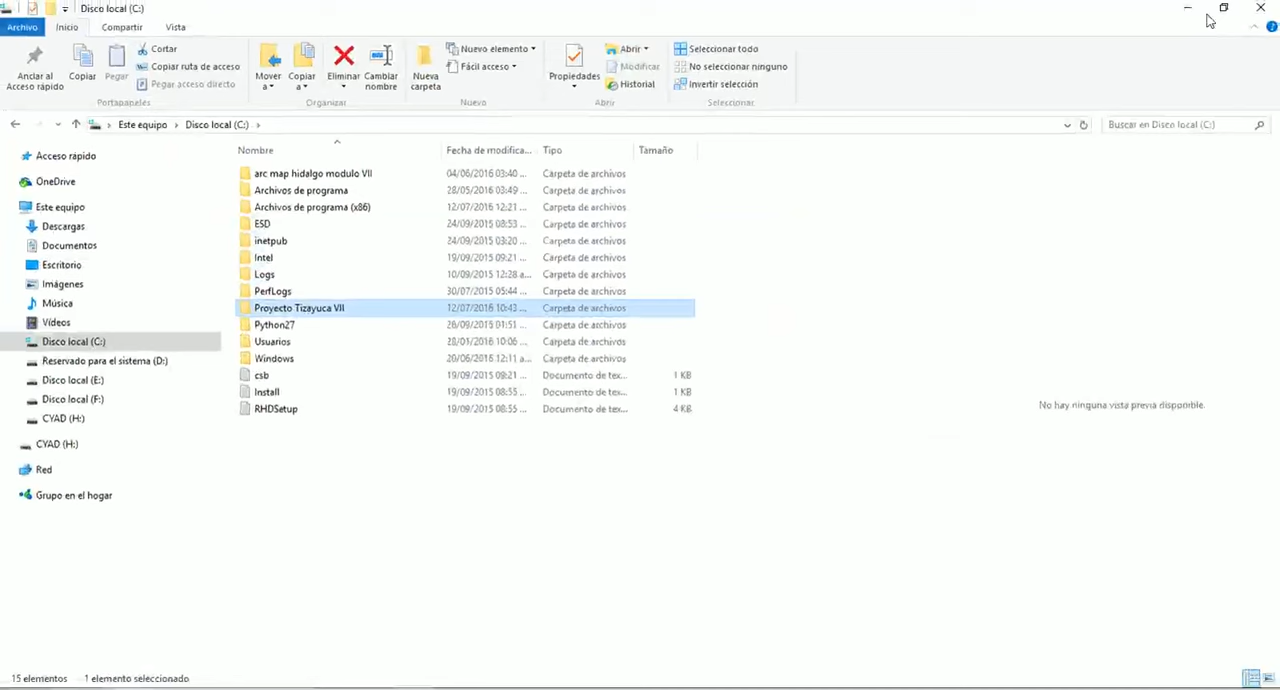 Disco local (C:)
Archivo Inicio Compartir Vista
Anclar al Acceso rápido
Copiar
Pegar
Cortar
Copiar ruta de acceso
Pegar acceso directo
Portapapeles
Mover a
Copiar a
Eliminar
Cambiar nombre
Organizar
Nueva carpeta
Nuevo elemento
Fácil acceso
Nuevo
Propiedades
Abrir
Modificar
Historial
Abrir
Seleccionar todo
No seleccionar ninguno
Invertir selección
Seleccionar
Este equipo Disco local (C:)
Buscar en Disco local (C:)
Acceso rápido
OneDrive
Este equipo
Descargas
Documentos
Escritorio
Imágenes
Música
Vídeos
Disco local (C:)
Reservado para el sistema (D:)
Disco local (E:)
Disco local (F:)
CYAD (H:)
CYAD (H:)
Red
Grupo en el hogar
Nombre Fecha de modifica... Tipo Tamaño
arc map hidalgo modulo VII 04/06/2016 03:40 ... Carpeta de archivos
Archivos de programa 28/05/2016 03:49 ... Carpeta de archivos
Archivos de programa (x86) 12/07/2016 12:21 ... Carpeta de archivos
ESD 24/09/2015 08:53 ... Carpeta de archivos
inetpub 24/09/2015 03:20 ... Carpeta de archivos
Intel 19/09/2015 09:21 ... Carpeta de archivos
Logs 10/09/2015 12:28 a... Carpeta de archivos
PerfLogs 30/07/2015 05:44 ... Carpeta de archivos
Proyecto Tizayuca VII 12/07/2016 10:43 ... Carpeta de archivos
Python27 26/09/2015 01:51 ... Carpeta de archivos
Usuarios 28/01/2016 10:06 ... Carpeta de archivos
Windows 20/06/2016 12:11 a... Carpeta de archivos
csb 19/09/2015 09:21 ... Documento de tex... 1 KB
Install 19/09/2015 08:55 ... Documento de tex... 1 KB
RHDSetup 19/09/2015 08:55 ... Documento de tex... 4 KB
No hay ninguna vista previa disponible.
15 elementos 1 elemento seleccionado